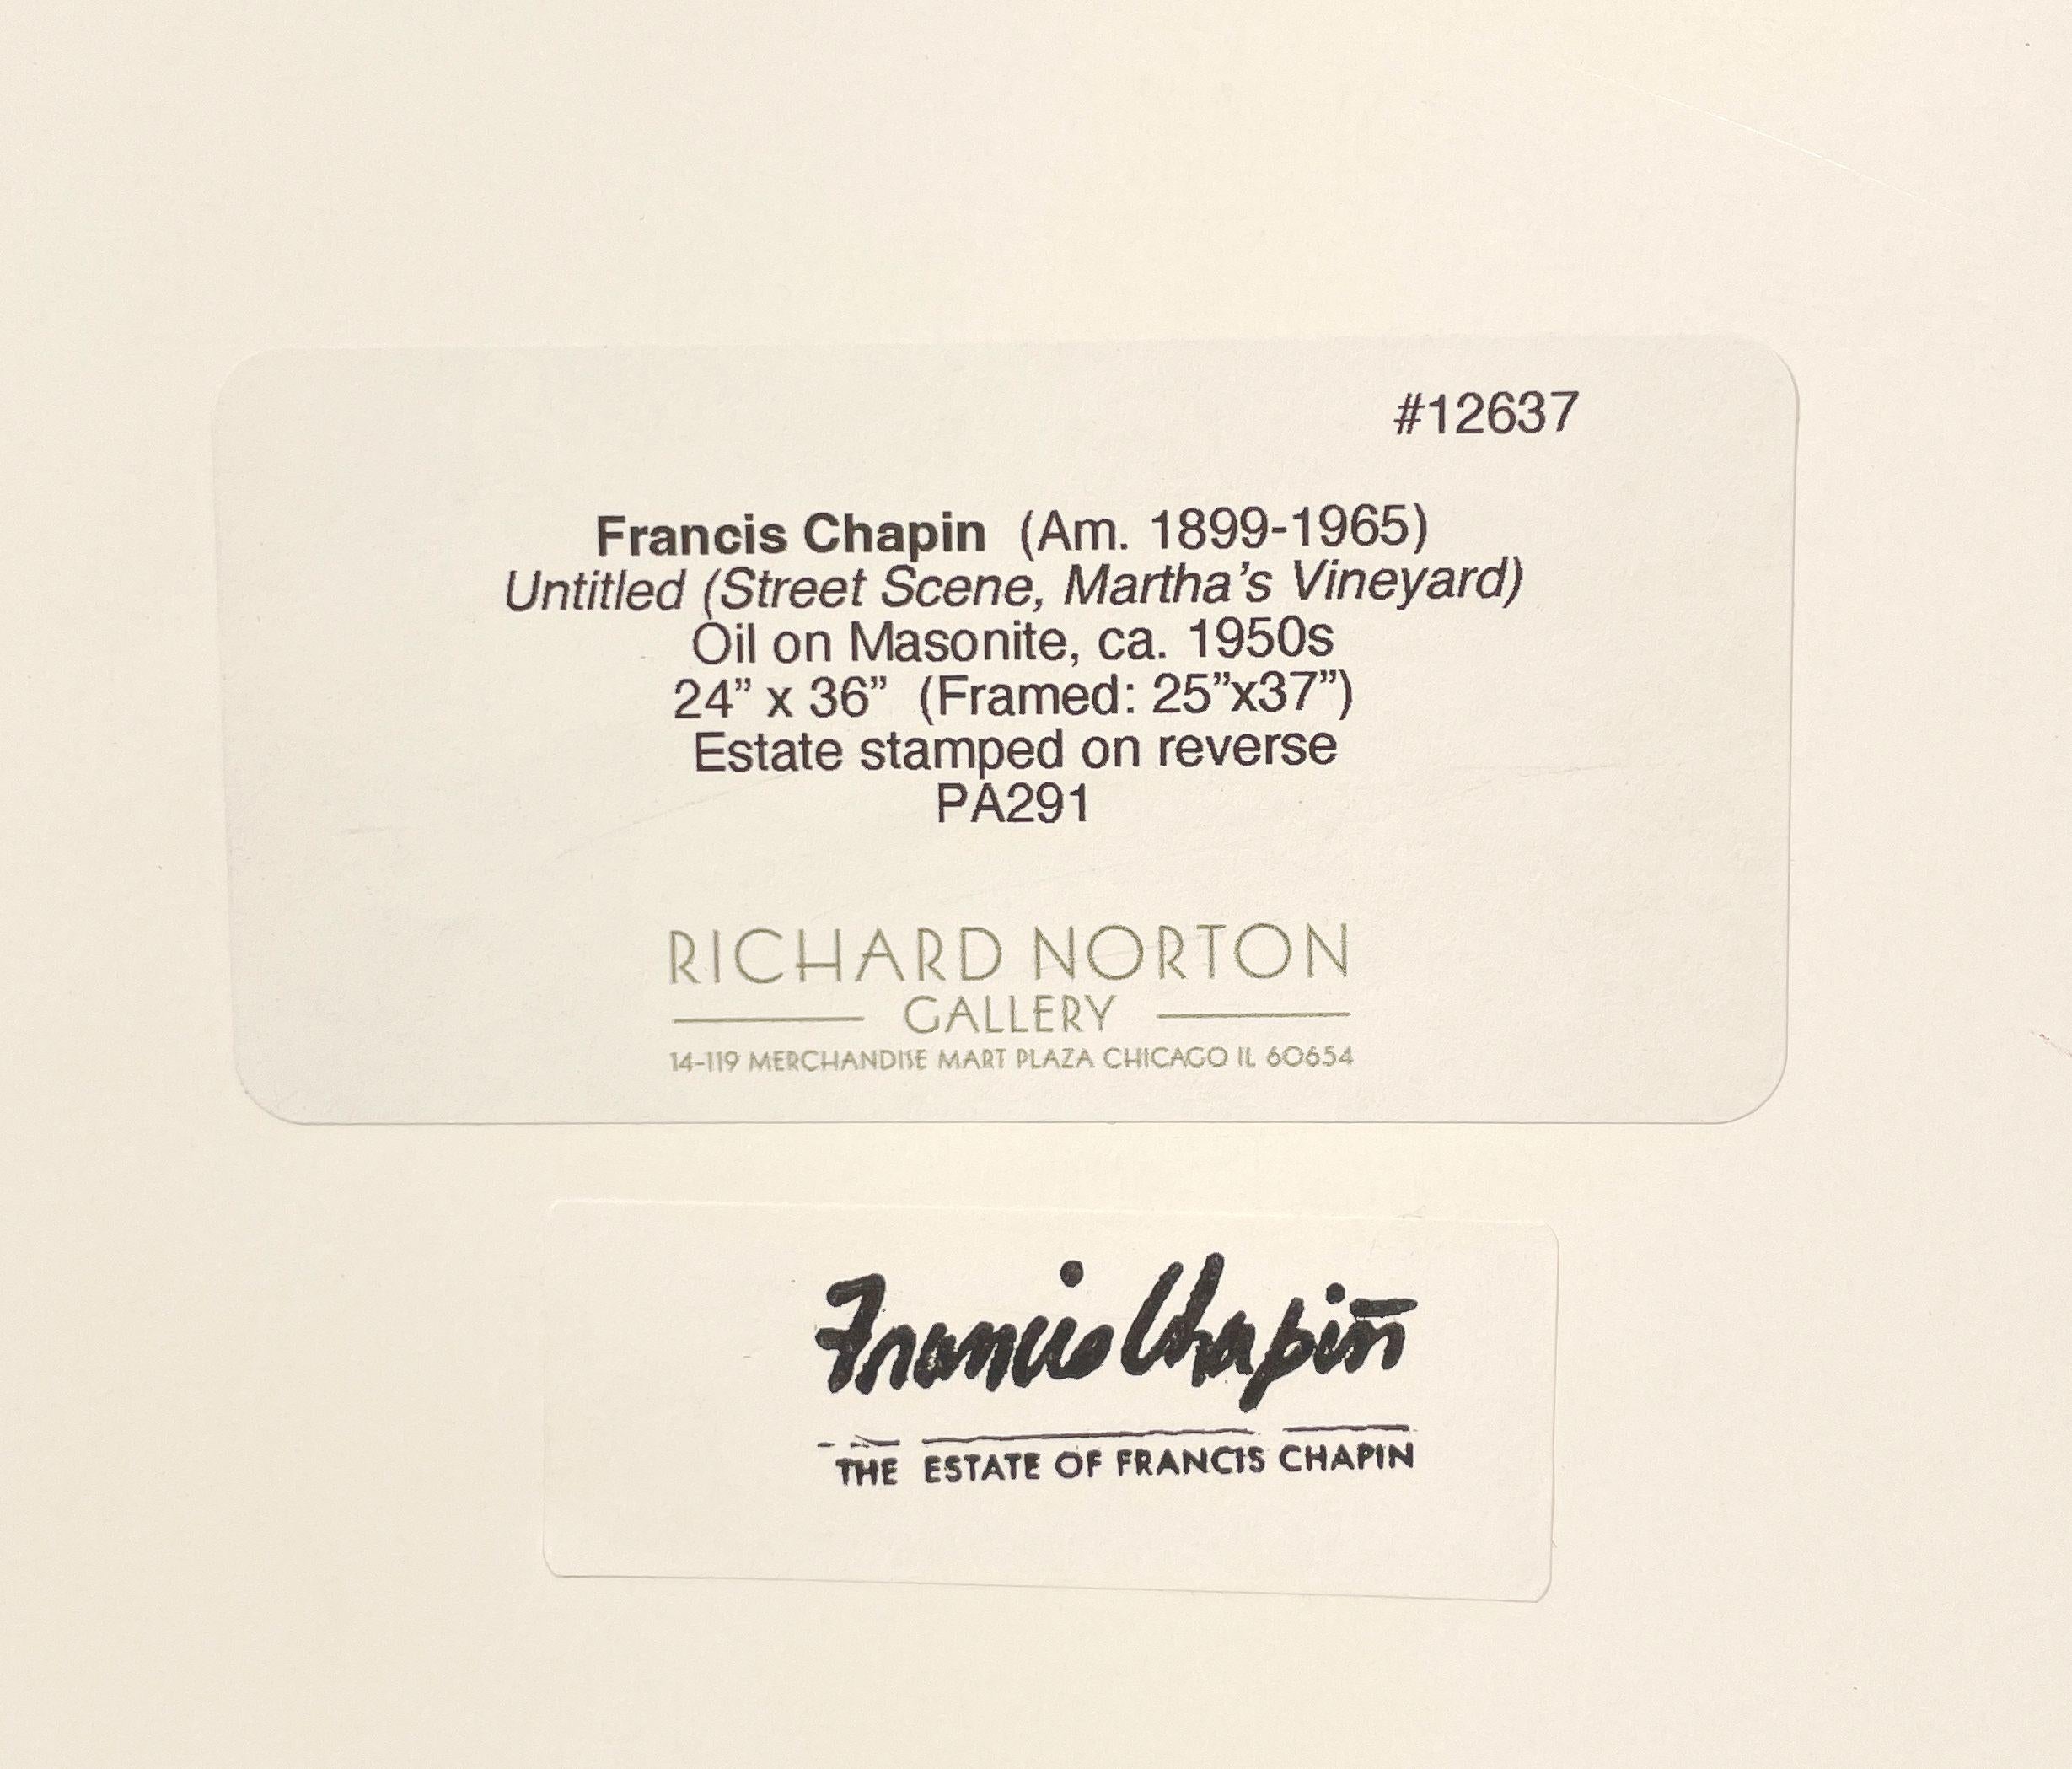 #12637
Francis Chapin (Am. 1899-1965)
Untitled (Street Scene, Martha’s Vineyard)
Oil on Masonite, ca. 1950s
24” x 36” (Framed: 25”x37”)
Estate stamped on reverse
PA291
RICHARD NORTON
GALLERY
14-119 MERCHANDISE MART PLAZA CHICAGO IL 60654
Francis Chapin
THE ESTATE OF FRANCIS CHAPIN